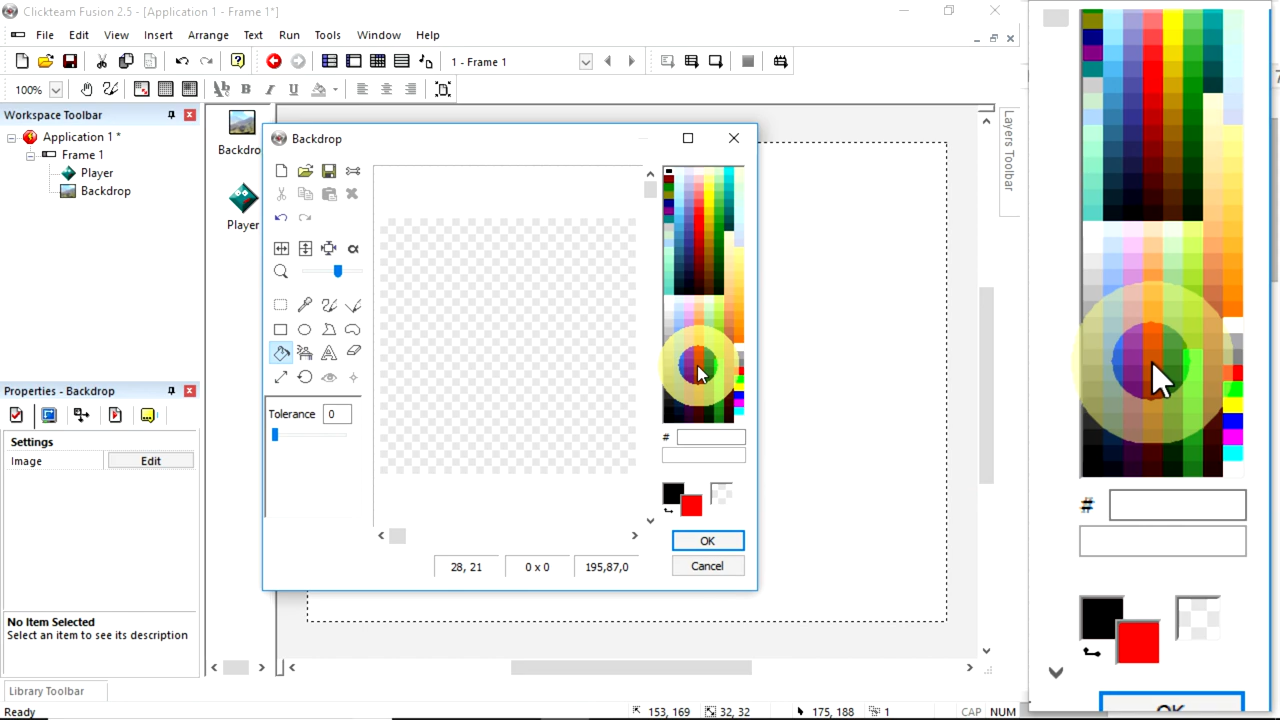 Clickteam Fusion 2.5 - [Application 1 - Frame 1*]
File Edit View Insert Arrange Text Run Tools Window Help
1 - Frame 1
100%
Workspace Toolbar
Application 1 *
Frame 1
Player
Backdrop
Backdro
Player
Backdrop
Layers Toolbar
Tolerance 0
#
OK
Cancel
28, 21
0 x 0
195,87,0
Properties - Backdrop
Settings
Image
Edit
No Item Selected
Select an item to see its description
Library Toolbar
Ready
153, 169
32, 32
175, 188
1
CAP
NUM
#
OK